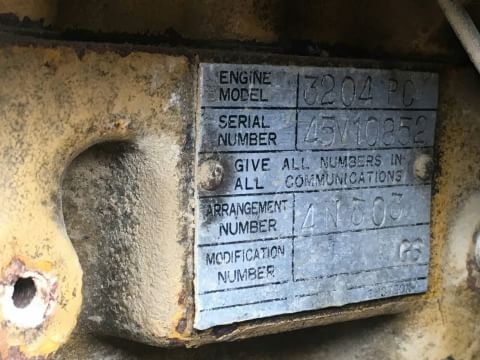 ENGINE MODEL 3204 PC
SERIAL NUMBER 45V10852
GIVE ALL NUMBERS IN
ALL COMMUNICATIONS
ARRANGEMENT NUMBER
MODIFICATION NUMBER